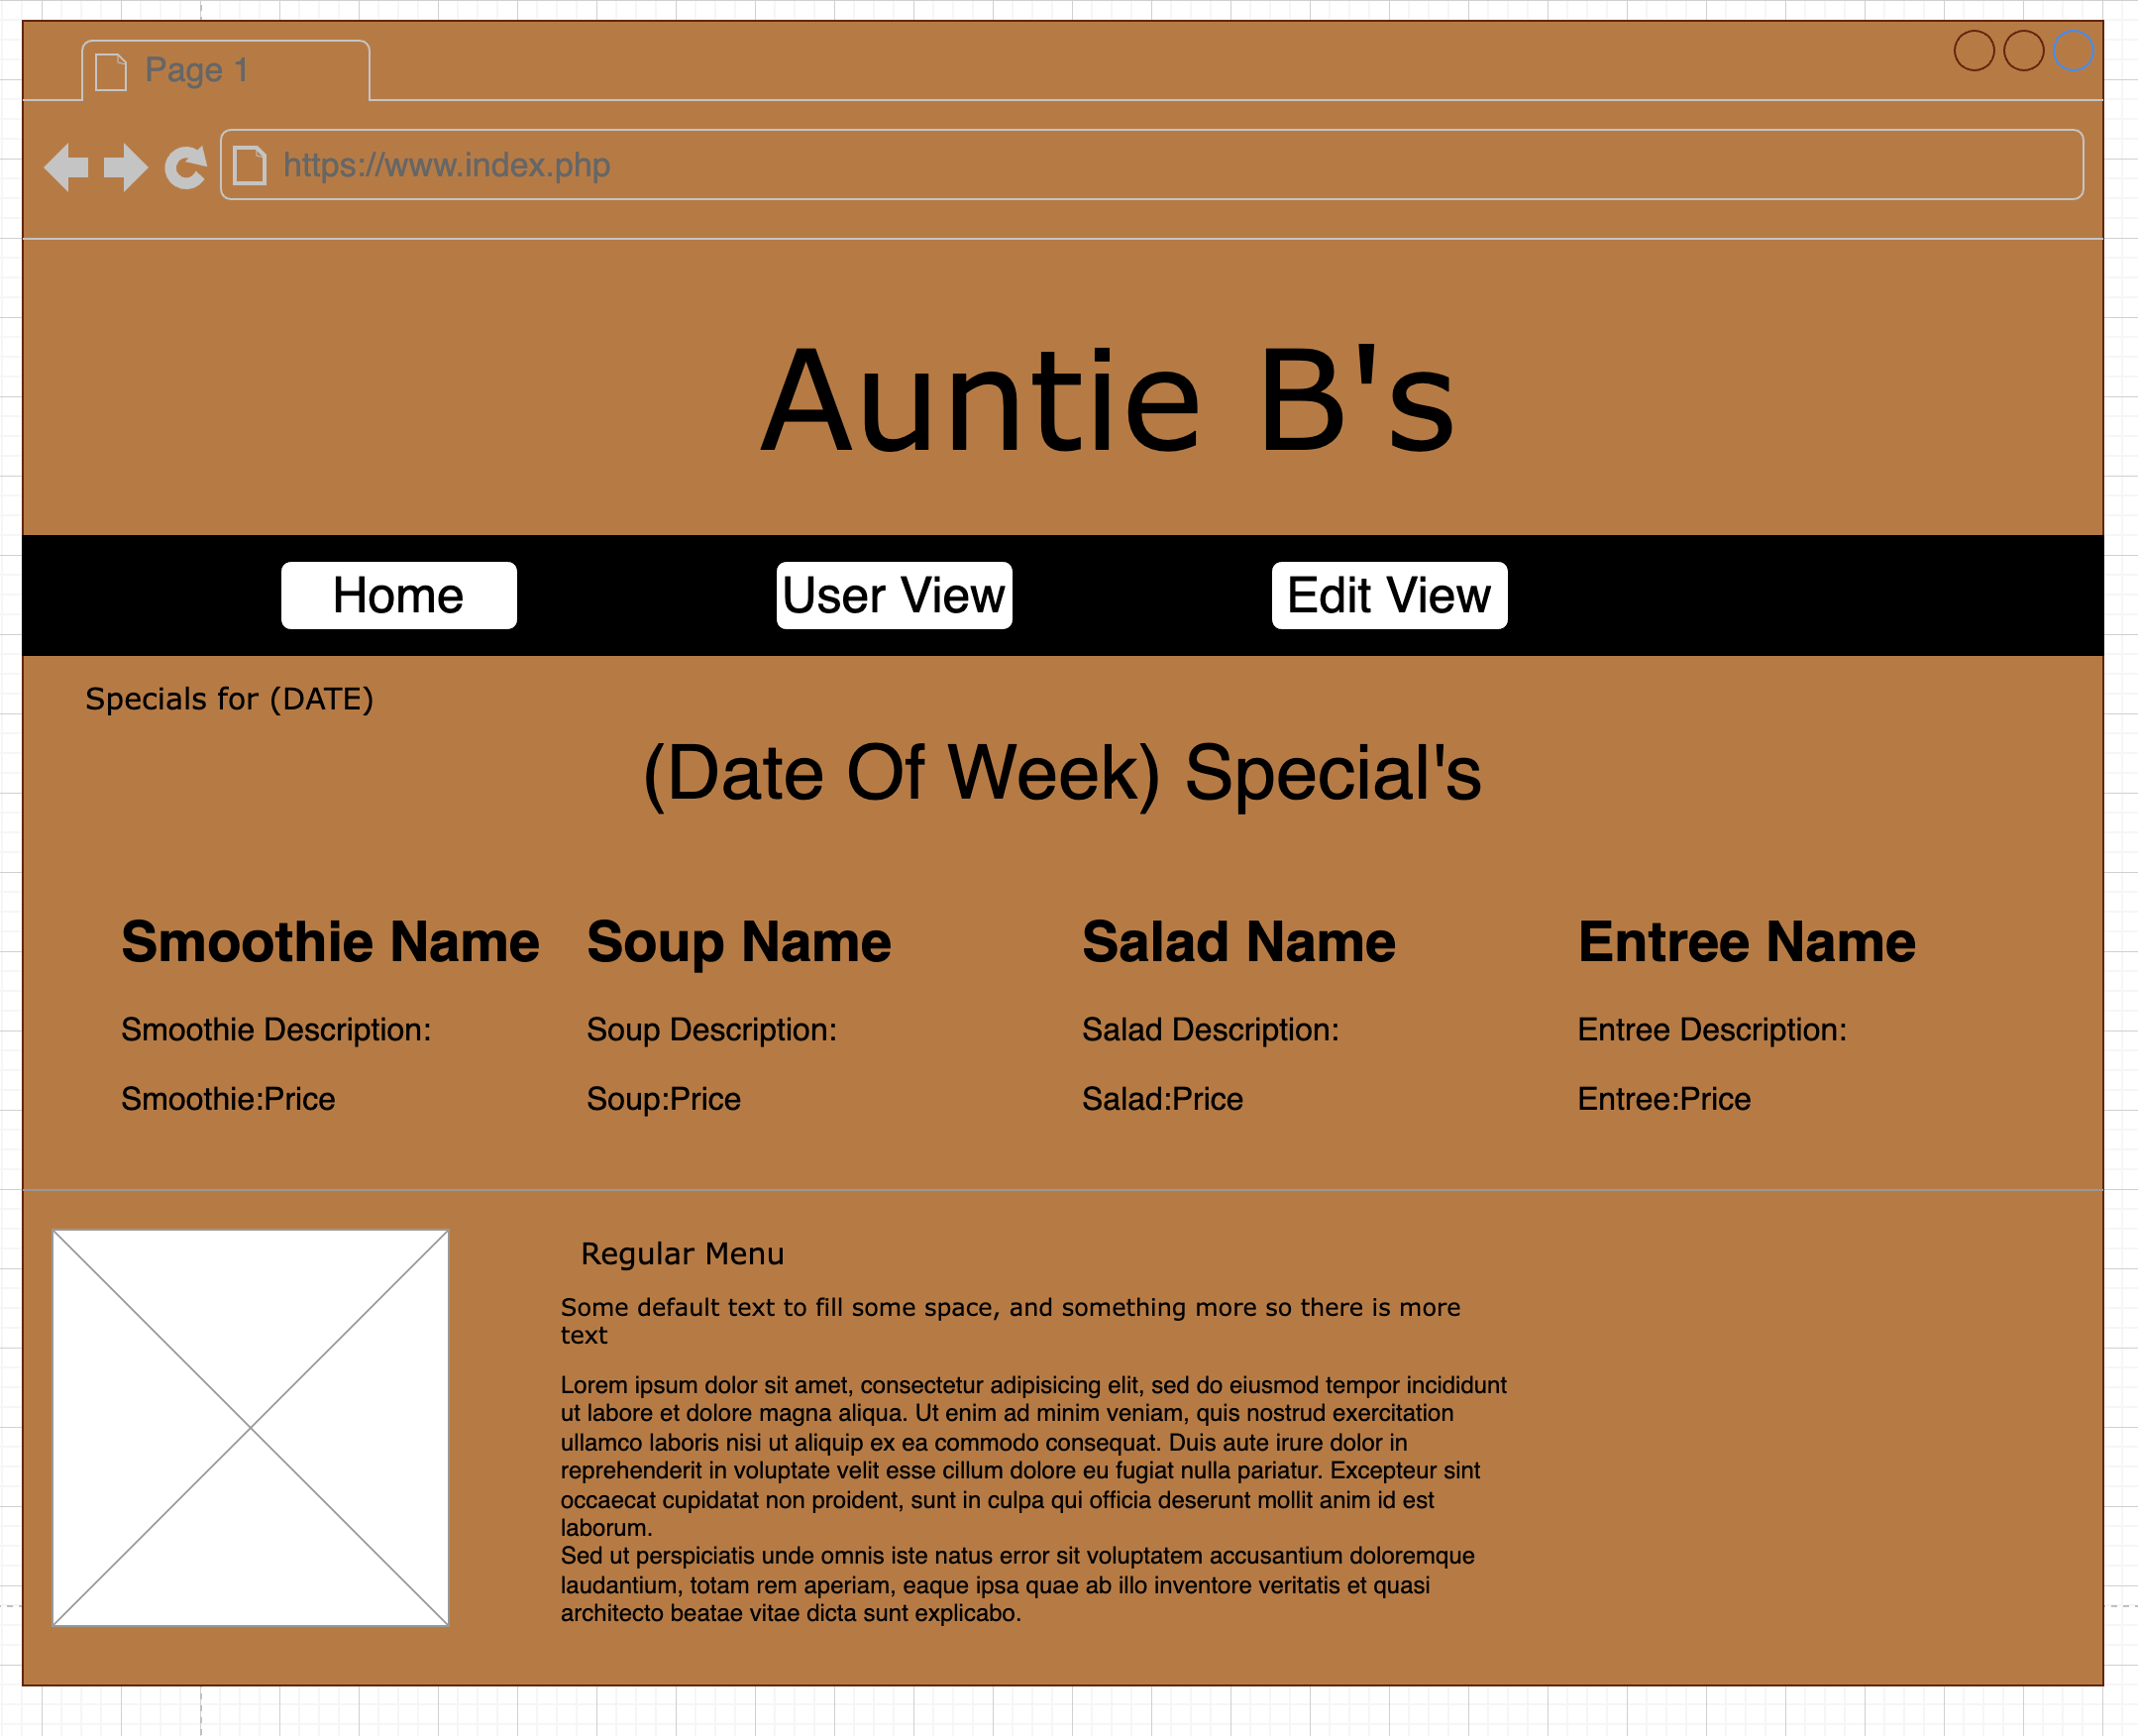 Page 1
https://www.index.php
Auntie B's
Home
User View
Edit View
Specials for (DATE)
(Date Of Week) Special's
Smoothie Name
Soup Name
Salad Name
Entree Name
Smoothie Description:
Soup Description:
Salad Description:
Entree Description:
Smoothie:Price
Soup:Price
Salad:Price
Entree:Price
Regular Menu
Some default text to fill some space, and something more so there is more
text
Lorem ipsum dolor sit amet, consectetur adipisicing elit, sed do eiusmod tempor incididunt
ut labore et dolore magna aliqua. Ut enim ad minim veniam, quis nostrud exercitation
ullamco laboris nisi ut aliquip ex ea commodo consequat. Duis aute irure dolor in
reprehenderit in voluptate velit esse cillum dolore eu fugiat nulla pariatur. Excepteur sint
occaecat cupidatat non proident, sunt in culpa qui officia deserunt mollit anim id est
laborum.
Sed ut perspiciatis unde omnis iste natus error sit voluptatem accusantium doloremque
laudantium, totam rem aperiam, eaque ipsa quae ab illo inventore veritatis et quasi
architecto beatae vitae dicta sunt explicabo.